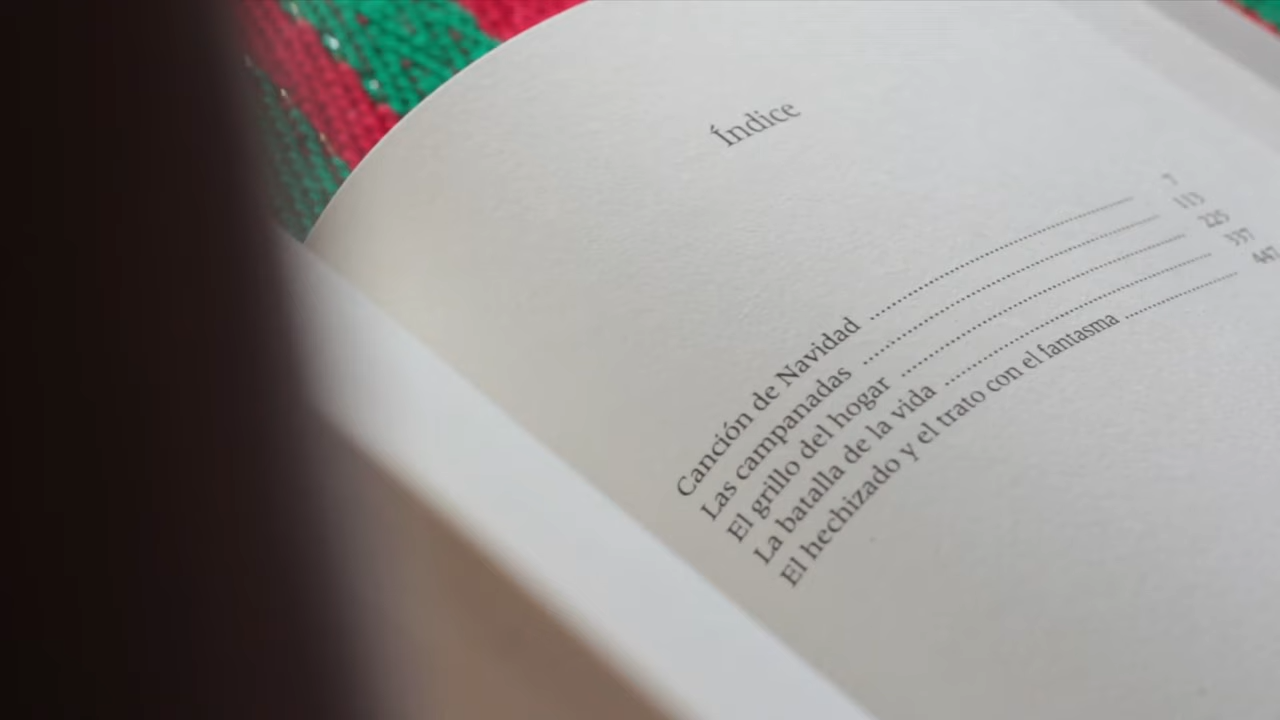 Índice
Canción de Navidad ........................................ 7
Las campanadas ........................................ 113
El grillo del hogar ........................................ 225
La batalla de la vida ........................................ 337
El hechizado y el trato con el fantasma .................... 447